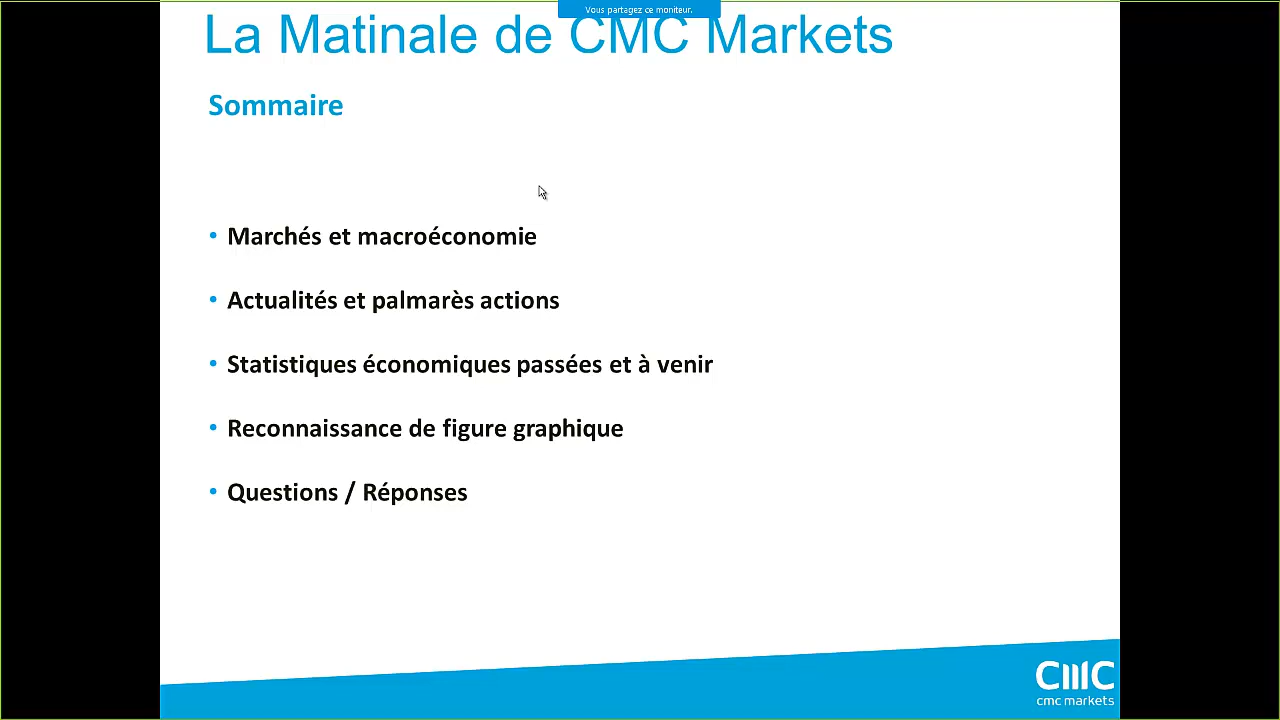 Vous partagez ce moniteur.
La Matinale de CMC Markets
Sommaire
• Marchés et macroéconomie
• Actualités et palmarès actions
• Statistiques économiques passées et à venir
• Reconnaissance de figure graphique
• Questions / Réponses
CMC
cmc markets